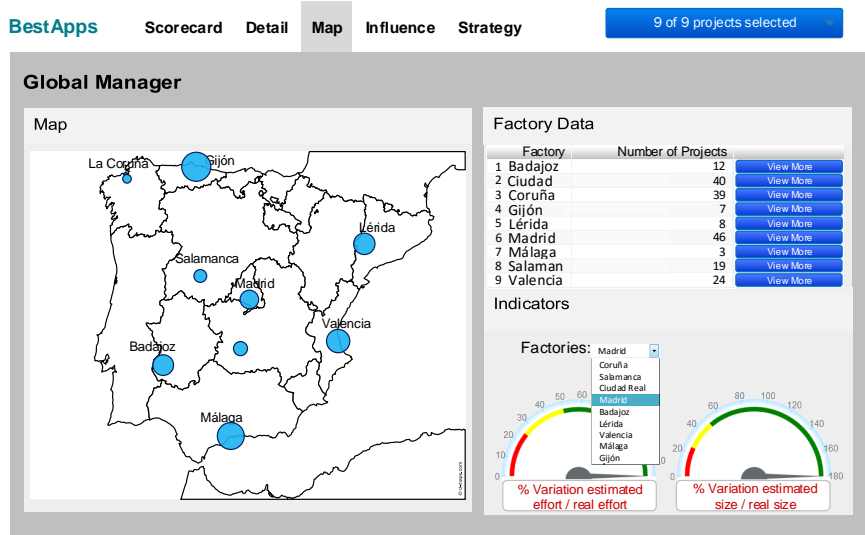 BestApps Scorecard Detail Map Influence Strategy 9 of 9 projects selected
Global Manager
Map
La Coruña
Gijón
Lérida
Salamanca
Madrid
Valencia
Badajoz
Málaga
Factory Data
Factory Number of Projects
1 Badajoz 12 View More
2 Ciudad 40 View More
3 Coruña 39 View More
4 Gijón 7 View More
5 Lérida 8 View More
6 Madrid 46 View More
7 Málaga 3 View More
8 Salaman 19 View More
9 Valencia 24 View More
Indicators
Factories: Madrid
Coruña
Salamanca
Ciudad Real
Madrid
Badajoz
Lérida
Valencia
Málaga
Gijón
0 10 20 30 40 50 60 0
0 20 40 60 80 100 120 140 160 180
% Variation estimated
effort / real effort
% Variation estimated
size / real size